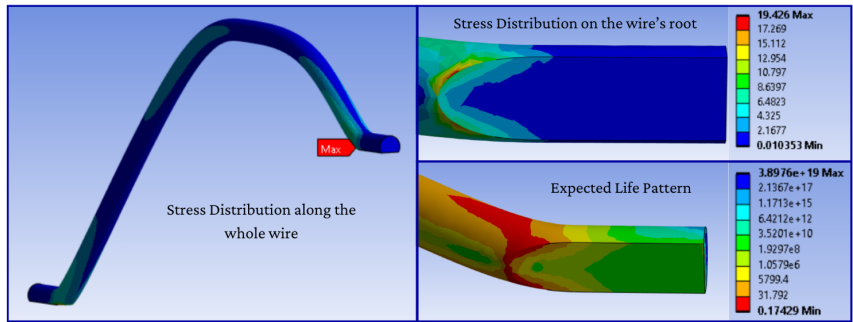 Max
Stress Distribution along the
whole wire
Stress Distribution on the wire's root
19.426 Max
17.269
15.112
12.954
10.797
8.6397
6.4823
4.325
2.1677
0.010353 Min
Expected Life Pattern
3.8976e+19 Max
2.1367e+17
1.1713e+15
6.4212e+12
3.5201e+10
1.9297e8
1.0579e6
5799.4
31.792
0.17429 Min